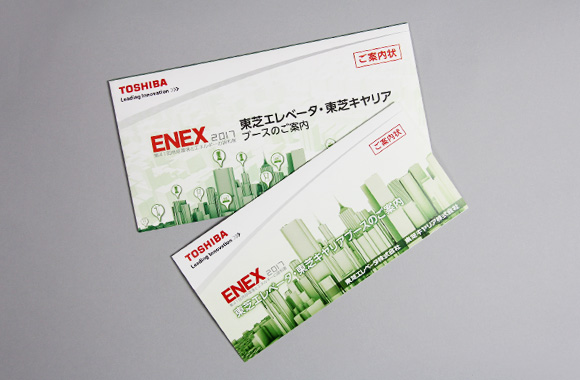 ご案内状
TOSHIBA
Leading Innovation >>>
ENEX 2017
東芝エレベータ・東芝キヤリア
ブースのご案内
ご案内状
TOSHIBA
Leading Innovation >>>
ENEX 2017
東芝エレベータ・東芝キヤリアブースのご案内
東芝エレベータ株式会社 東芝キヤリア株式会社